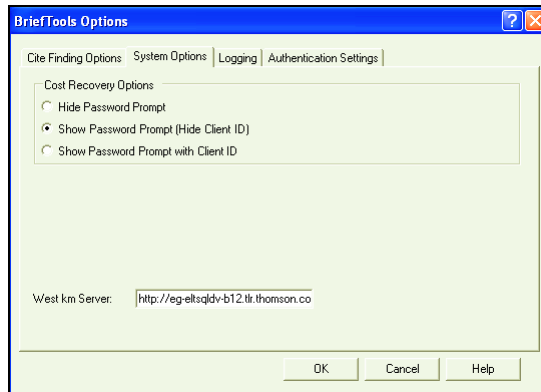 BriefTools Options
Cite Finding Options System Options Logging Authentication Settings
Cost Recovery Options
Hide Password Prompt
Show Password Prompt (Hide Client ID)
Show Password Prompt with Client ID
West km Server: http://eg-eltsqldv-b12.tlr.thomson.co
OK Cancel Help